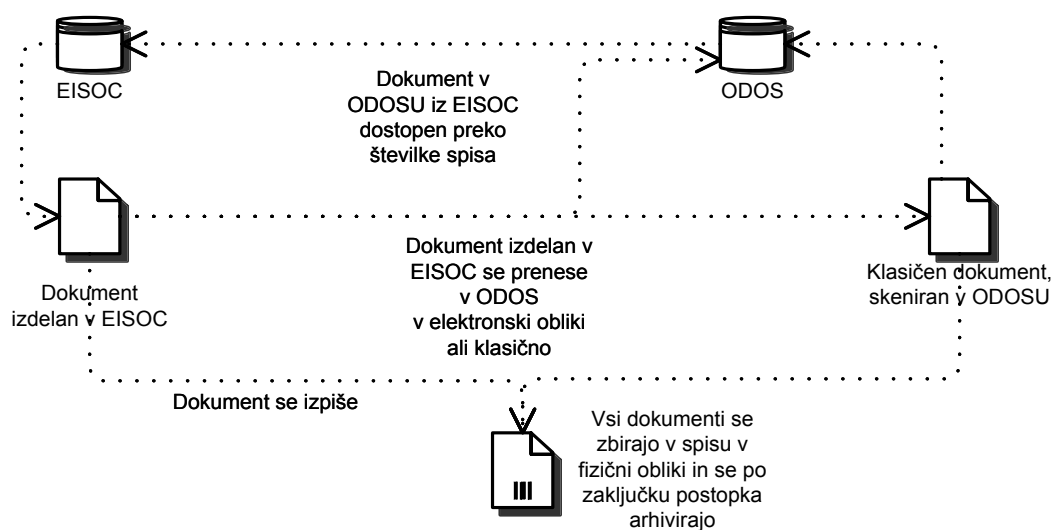 EISOC
ODOS
Dokument v
ODOSU iz EISOC
dostopen preko
številke spisa
Dokument izdelan v
EISOC se prenese
v ODOS
v elektronski obliki
ali klasično
Dokument
izdelan v EISOC
Klasičen dokument,
skeniran v ODOSU
Dokument se izpiše
Vsi dokumenti se
zbirajo v spisu v
fizični obliki in se po
zaključku postopka
arhivirajo